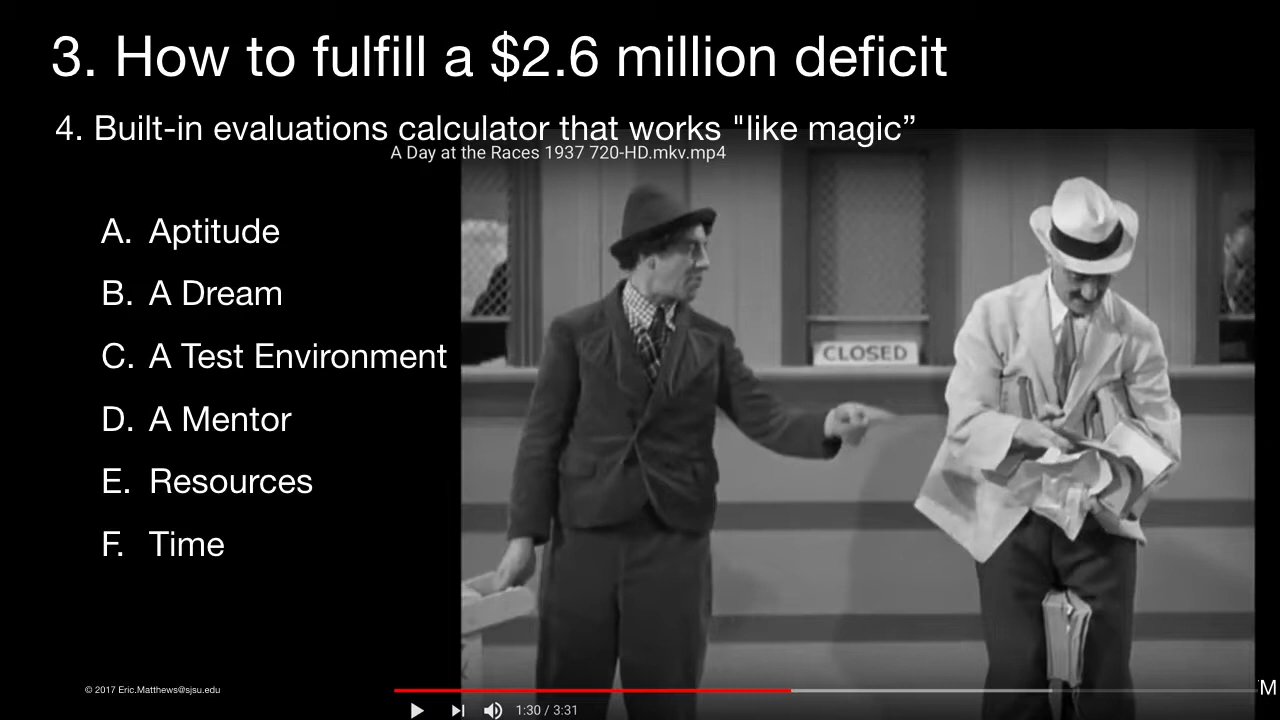 3. How to fulfill a $2.6 million deficit
4. Built-in evaluations calculator that works "like magic”
A Day at the Races 1937 720-HD.mkv.mp4
A. Aptitude
B. A Dream
CLOSED
C. A Test Environment
D. A Mentor
E. Resources
F. Time
© 2017 Eric.Matthews@sjsu.edu
1:30 / 3:31